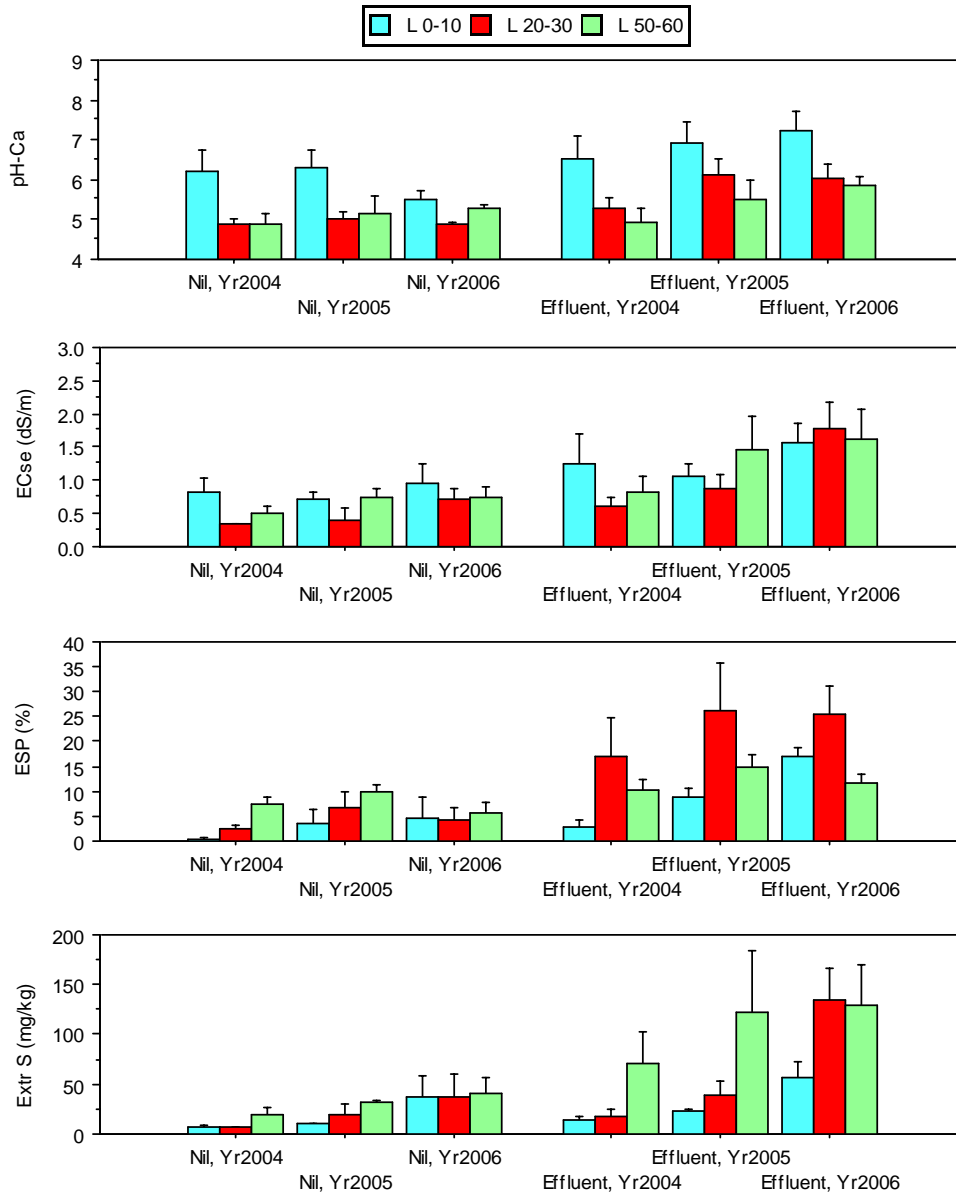 L 0-10 L 20-30 L 50-60
pH-Ca
9
8
7
6
5
4
Nil, Yr2004 Nil, Yr2006 Effluent, Yr2005
Nil, Yr2005 Effluent, Yr2004 Effluent, Yr2006
ECse (dS/m)
3.0
2.5
2.0
1.5
1.0
0.5
0.0
Nil, Yr2004 Nil, Yr2006 Effluent, Yr2005
Nil, Yr2005 Effluent, Yr2004 Effluent, Yr2006
ESP (%)
40
35
30
25
20
15
10
5
0
Nil, Yr2004 Nil, Yr2006 Effluent, Yr2005
Nil, Yr2005 Effluent, Yr2004 Effluent, Yr2006
Extr S (mg/kg)
200
150
100
50
0
Nil, Yr2004 Nil, Yr2006 Effluent, Yr2005
Nil, Yr2005 Effluent, Yr2004 Effluent, Yr2006